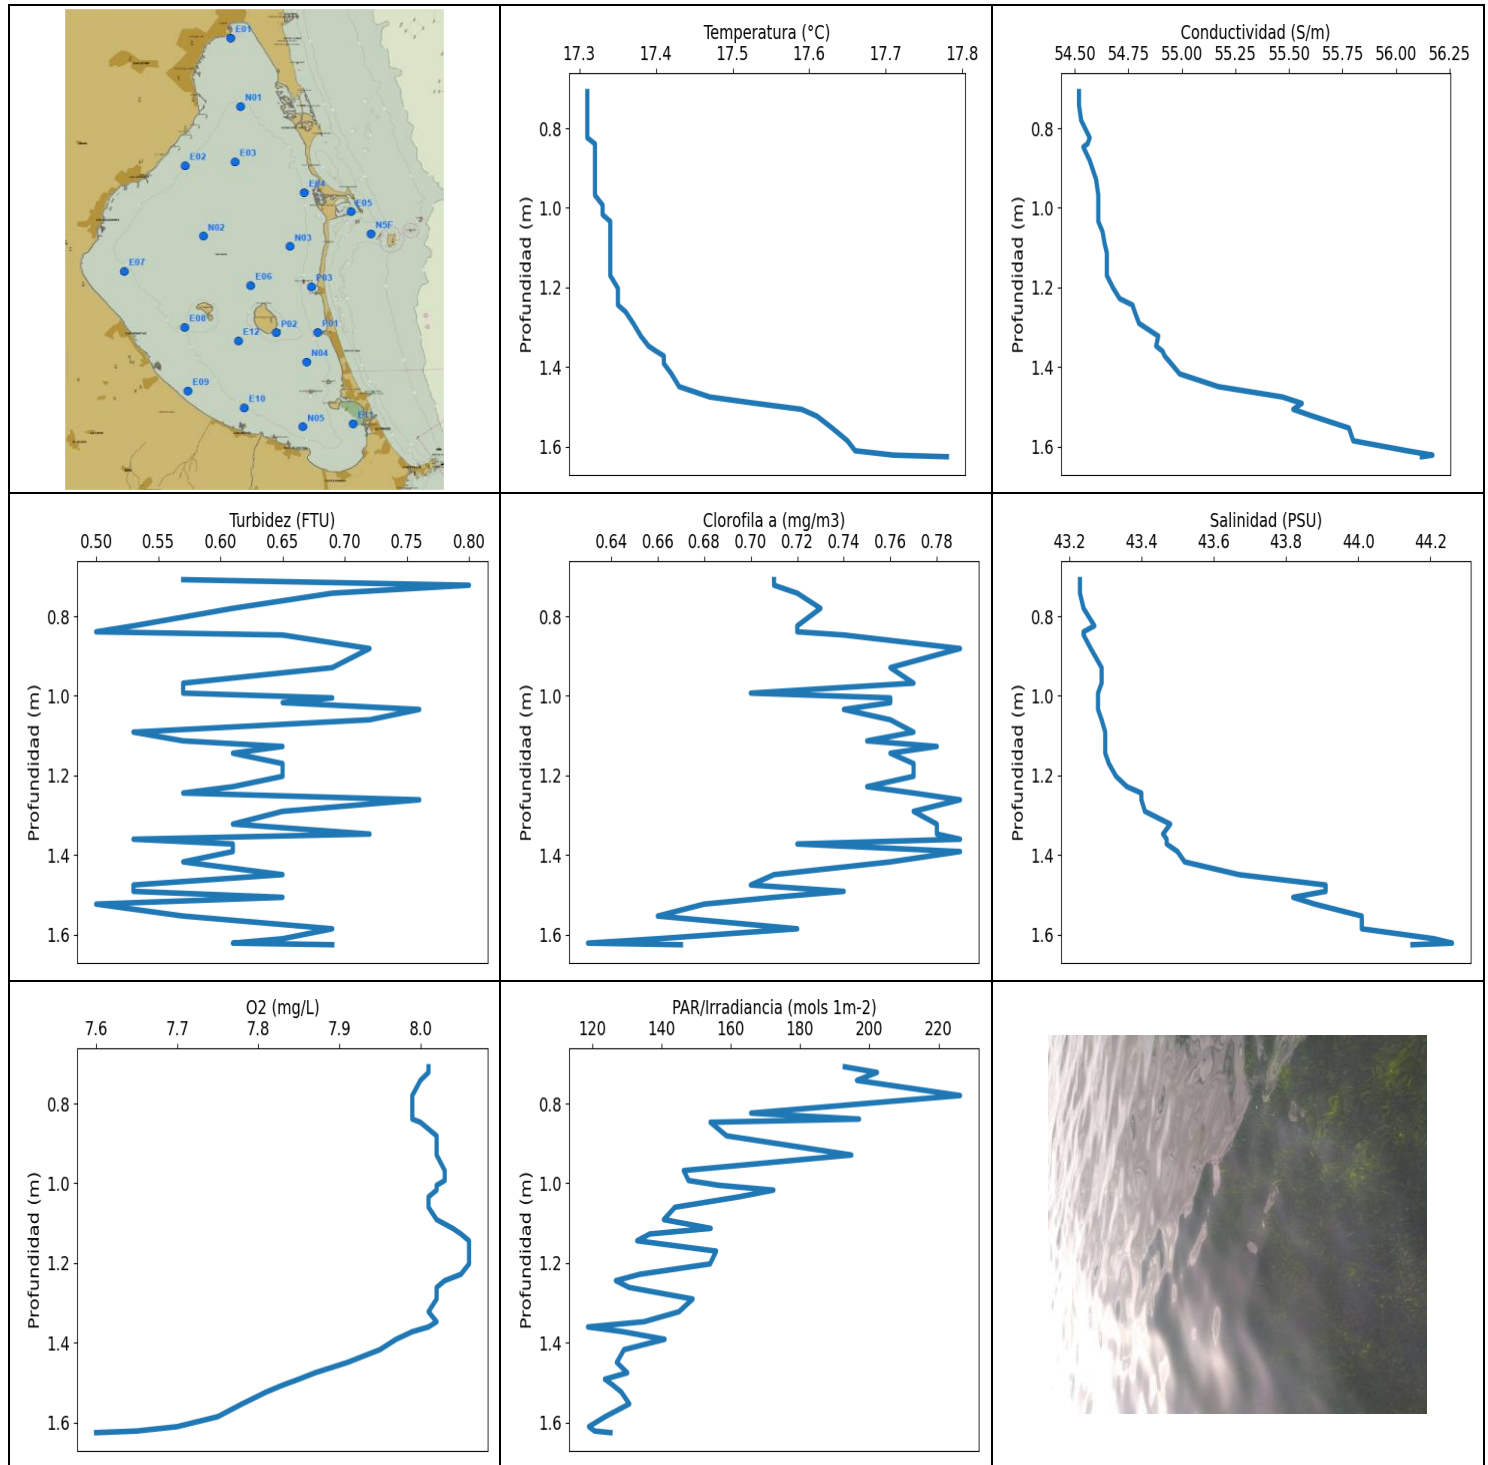 E01
N01
E02
E03
E04
E05
N5F
N02
N03
E07
E06
P03
E08
E12
P02
P01
N04
E09
E10
N05
E11
Temperatura (°C)
17.3 17.4 17.5 17.6 17.7 17.8
Profundidad (m)
0.8
1.0
1.2
1.4
1.6
Conductividad (S/m)
54.50 54.75 55.00 55.25 55.50 55.75 56.00 56.25
Profundidad (m)
0.8
1.0
1.2
1.4
1.6
Turbidez (FTU)
0.50 0.55 0.60 0.65 0.70 0.75 0.80
Profundidad (m)
0.8
1.0
1.2
1.4
1.6
Clorofila a (mg/m3)
0.64 0.66 0.68 0.70 0.72 0.74 0.76 0.78
Profundidad (m)
0.8
1.0
1.2
1.4
1.6
Salinidad (PSU)
43.2 43.4 43.6 43.8 44.0 44.2
Profundidad (m)
0.8
1.0
1.2
1.4
1.6
O2 (mg/L)
7.6 7.7 7.8 7.9 8.0
Profundidad (m)
0.8
1.0
1.2
1.4
1.6
PAR/Irradiancia (mols 1m-2)
120 140 160 180 200 220
Profundidad (m)
0.8
1.0
1.2
1.4
1.6